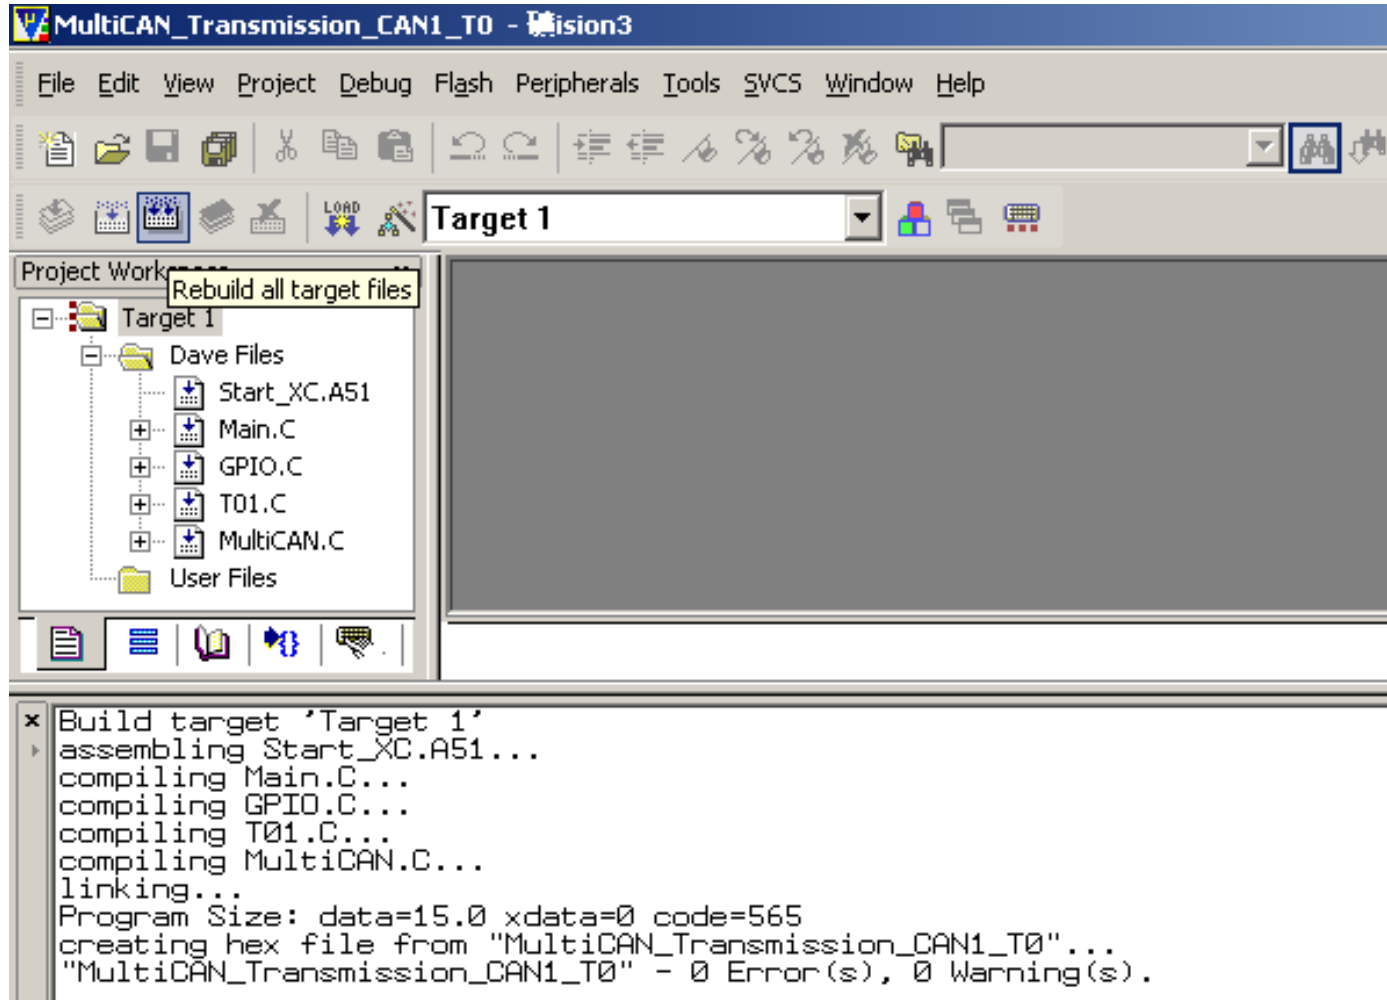 MultiCAN_Transmission_CAN1_T0 - ision3
File Edit View Project Debug Flash Peripherals Tools SVCS Window Help
LOAD Target 1
Project
Rebuild all target files
Target 1
Dave Files
Start_XC.A51
Main.C
GPIO.C
T01.C
MultiCAN.C
User Files
Build target 'Target 1'
assembling Start_XC.A51...
compiling Main.C...
compiling GPIO.C...
compiling T01.C...
compiling MultiCAN.C...
linking...
Program Size: data=15.0 xdata=0 code=565
creating hex file from "MultiCAN_Transmission_CAN1_T0"...
"MultiCAN_Transmission_CAN1_T0" - 0 Error(s), 0 Warning(s).